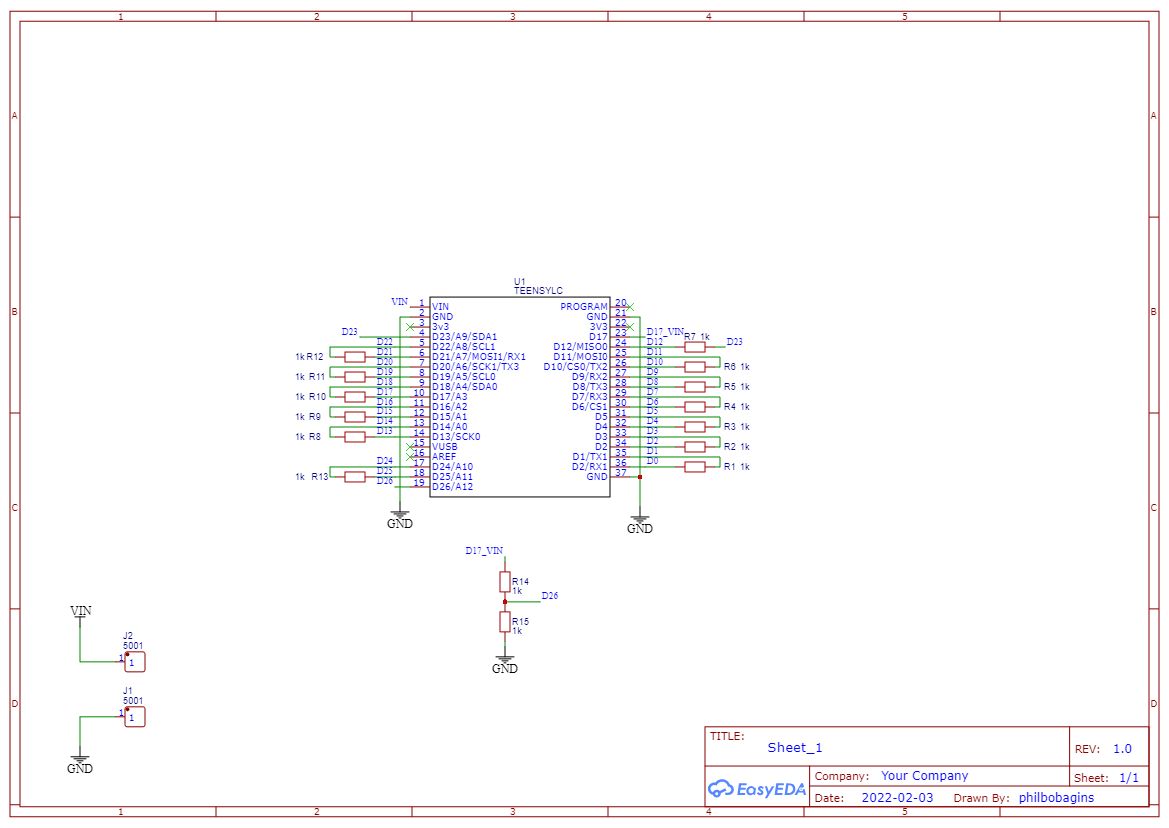 1 2 3 4 5
A A
B B
C C
D D
U1
TEENSYLC
VIN 1 VIN PROGRAM 20
2 GND GND 21
3 3v3 3V3 22
D23 4 D23/A9/SDA1 D17 23 D17_VIN R7 1k
D22 5 D22/A8/SCL1 D12/MISO0 24 D12 D23
1k R12 D21 6 D21/A7/MOSI1/RX1 D11/MOSI0 25 D11
D20 7 D20/A6/SCK1/TX3 D10/CS0/TX2 26 D10 R6 1k
1k R11 D19 8 D19/A5/SCL0 D9/RX2 27 D9
D18 9 D18/A4/SDA0 D8/TX3 28 D8 R5 1k
1k R10 D17 10 D17/A3 D7/RX3 29 D7
D16 11 D16/A2 D6/CS1 30 D6 R4 1k
1k R9 D15 12 D15/A1 D5 31 D5
D14 13 D14/A0 D4 32 D4 R3 1k
1k R8 D13 14 D13/SCK0 D3 33 D3
15 VUSB D2 34 D2 R2 1k
16 AREF D1/TX1 35 D1
D24 17 D24/A10 D2/RX1 36 D0 R1 1k
1k R13 D25 18 D25/A11 GND 37
D26 19 D26/A12
GND GND
D17_VIN
R14
1k
D26
R15
1k
GND
VIN
J2
5001
1 1
J1
5001
1 1
GND
TITLE:
Sheet_1
REV: 1.0
EasyEDA
Company: Your Company
Sheet: 1/1
Date: 2022-02-03 Drawn By: philbobagins
1 2 3 4 5